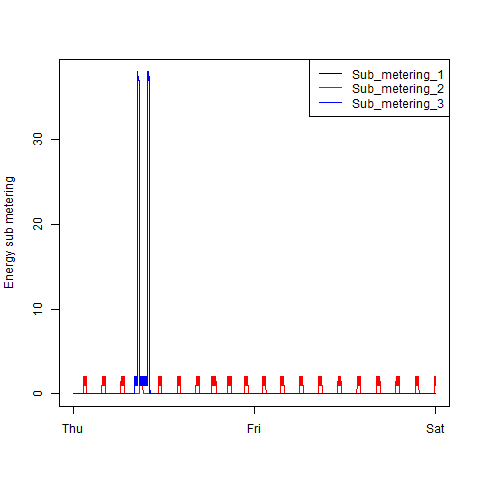 Sub_metering_1
Sub_metering_2
Sub_metering_3
Energy sub metering
30
20
10
0
Thu Fri Sat